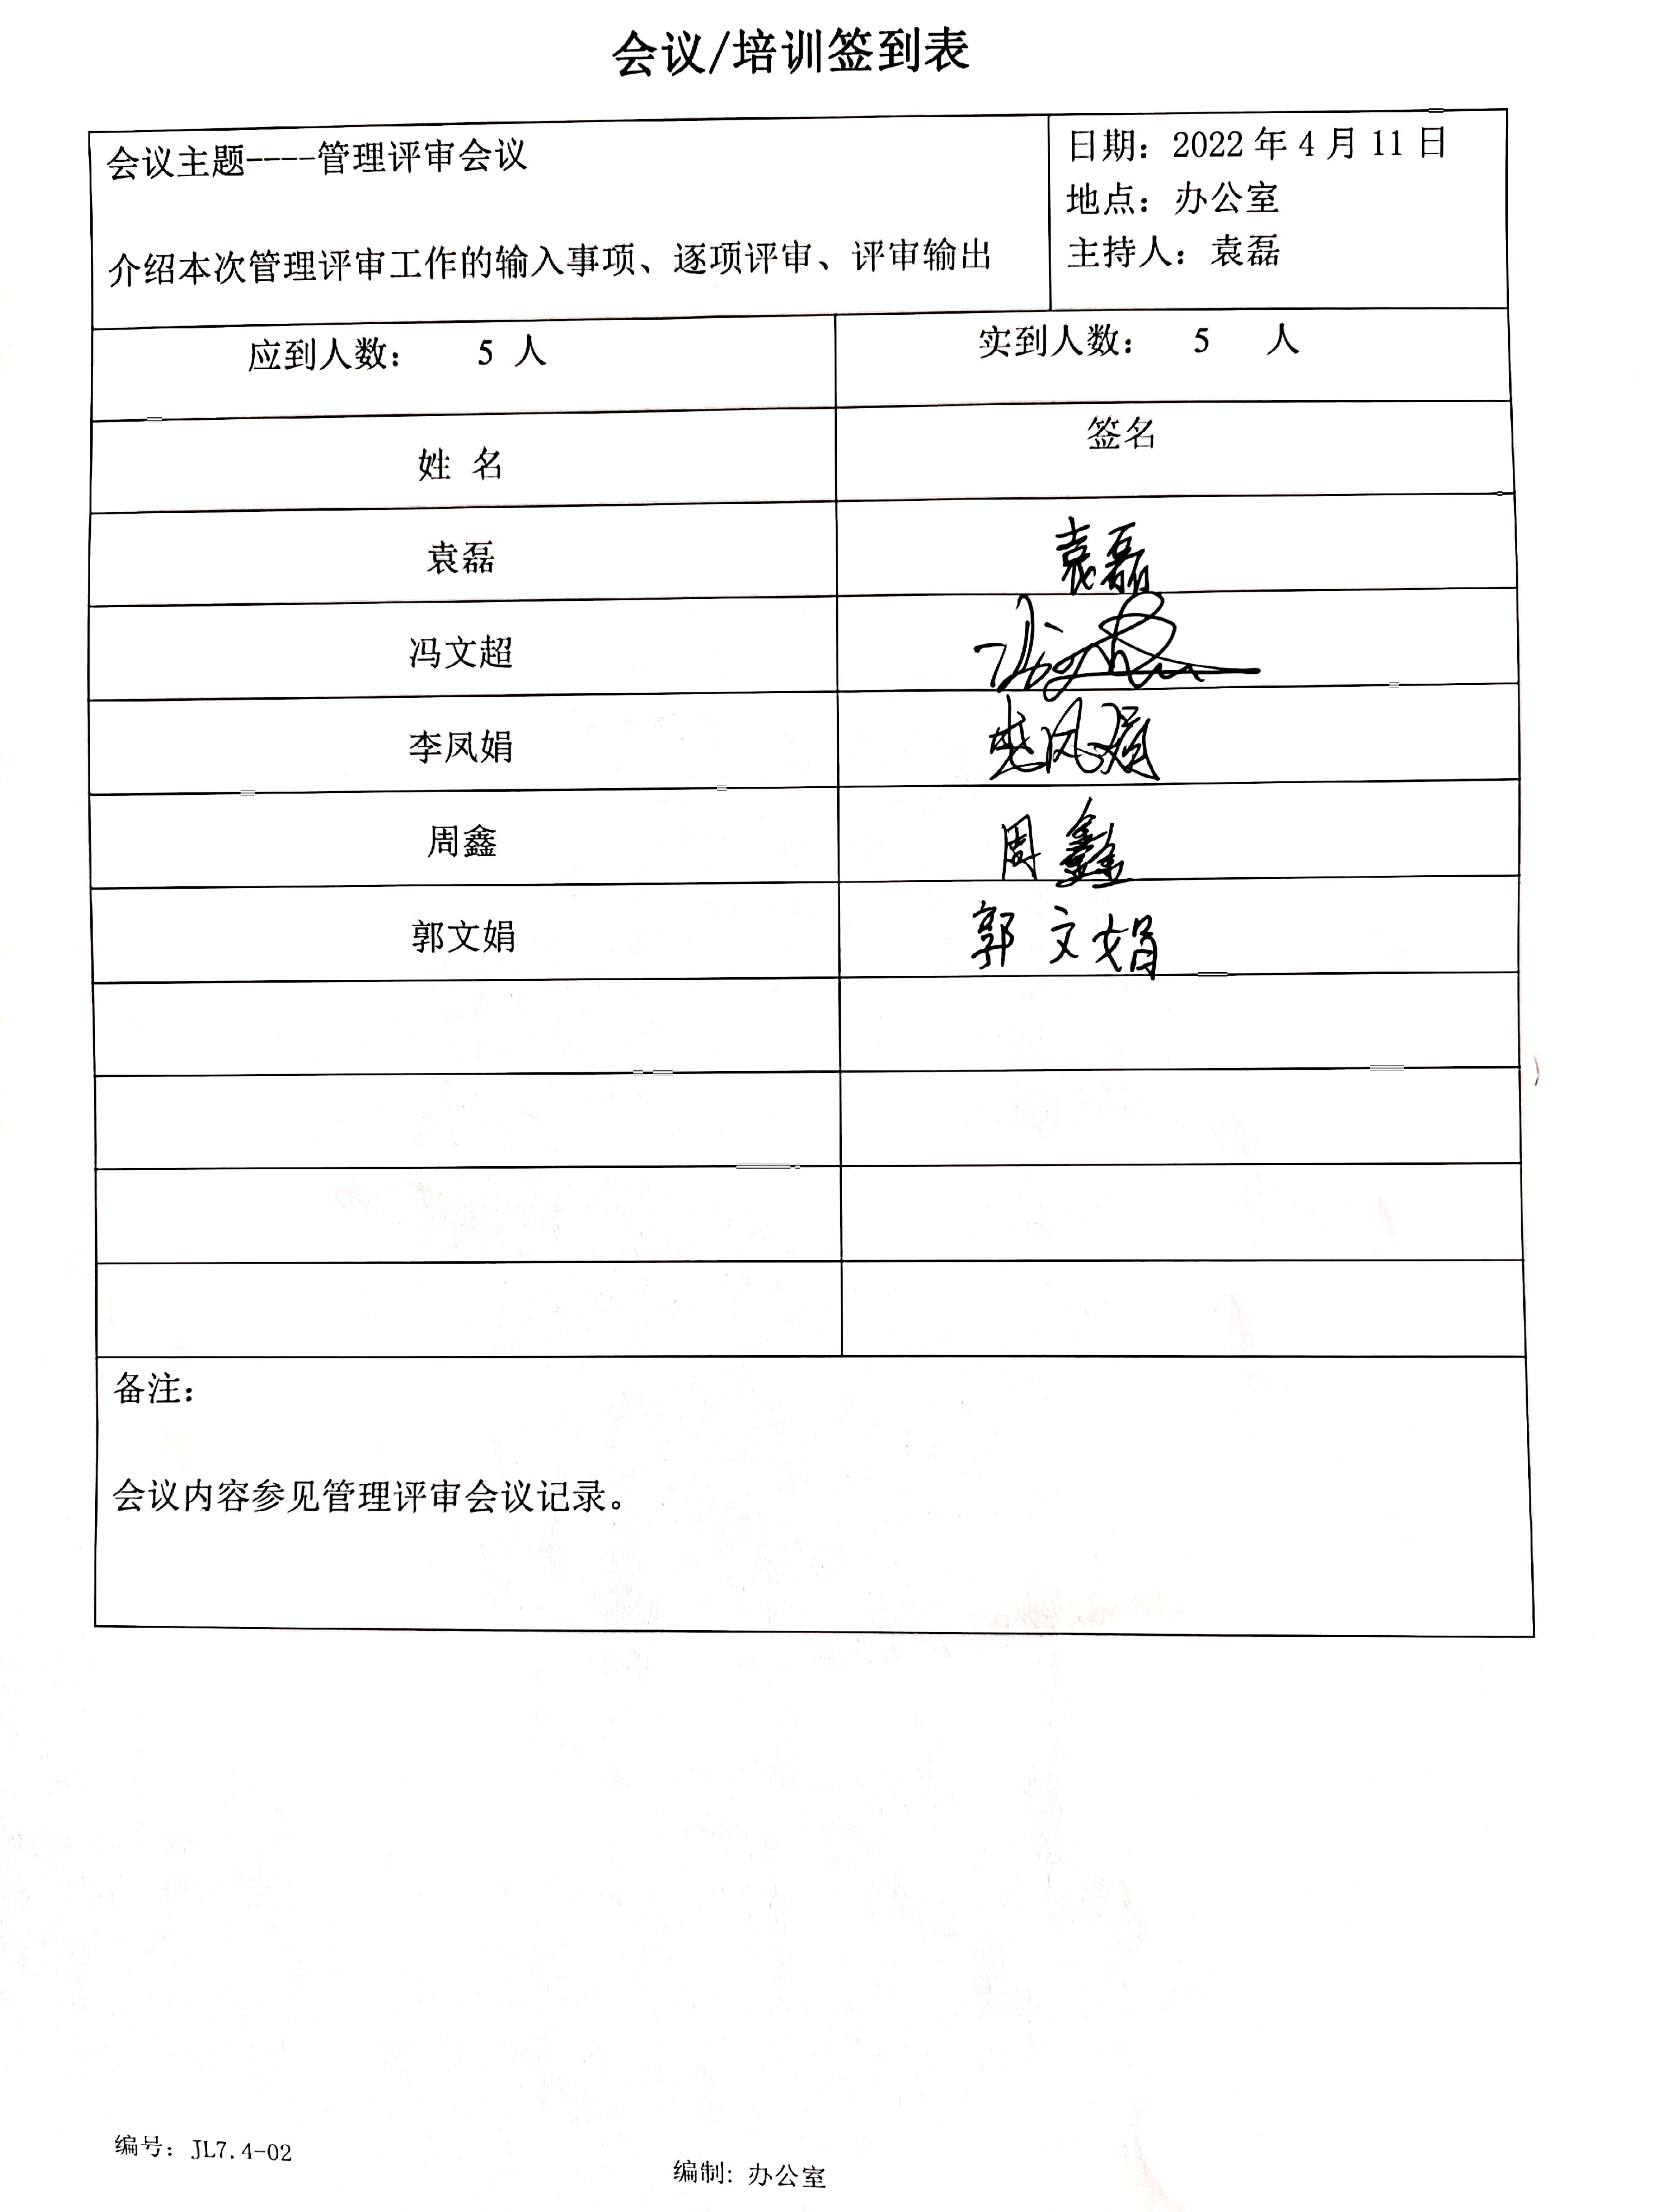 会议/培训签到表
会议主题----管理评审会议
介绍本次管理评审工作的输入事项、逐项评审、评审输出
日期：2022年4月11日
地点：办公室
主持人：袁磊
应到人数： 5 人
实到人数： 5 人
姓 名
签名
袁磊
袁磊
冯文超
李凤娟
周鑫
周鑫
郭文娟
郭文娟
备注：
会议内容参见管理评审会议记录。
编号：JL7.4-02
编制：办公室